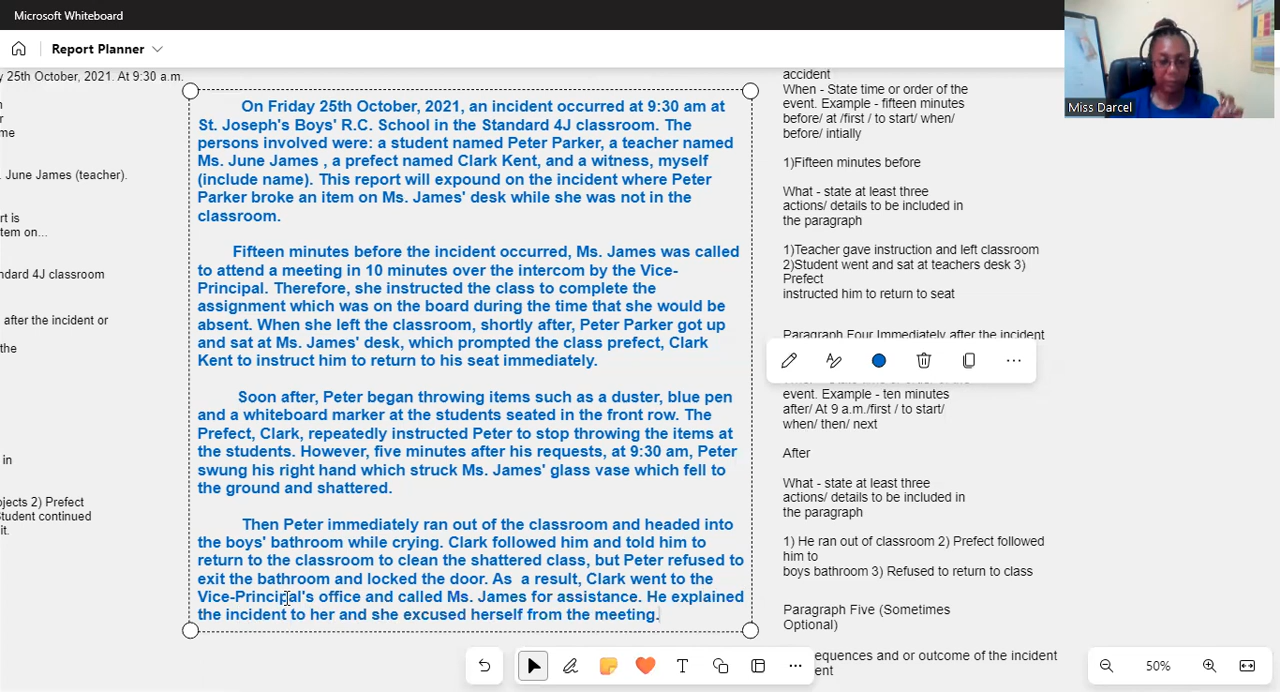 Microsoft Whiteboard
Report Planner
Miss Darcel
y 25th October, 2021. At 9:30 a.m.
n
or
me
. June James (teacher).
rt is
tem on...
ndard 4J classroom
after the incident or
the
in
ojects 2) Prefect
Student continued
it.
On Friday 25th October, 2021, an incident occurred at 9:30 am at
St. Joseph's Boys' R.C. School in the Standard 4J classroom. The
persons involved were: a student named Peter Parker, a teacher named
Ms. June James , a prefect named Clark Kent, and a witness, myself
(include name). This report will expound on the incident where Peter
Parker broke an item on Ms. James' desk while she was not in the
classroom.
Fifteen minutes before the incident occurred, Ms. James was called
to attend a meeting in 10 minutes over the intercom by the Vice-
Principal. Therefore, she instructed the class to complete the
assignment which was on the board during the time that she would be
absent. When she left the classroom, shortly after, Peter Parker got up
and sat at Ms. James' desk, which prompted the class prefect, Clark
Kent to instruct him to return to his seat immediately.
Soon after, Peter began throwing items such as a duster, blue pen
and a whiteboard marker at the students seated in the front row. The
Prefect, Clark, repeatedly instructed Peter to stop throwing the items at
the students. However, five minutes after his requests, at 9:30 am, Peter
swung his right hand which struck Ms. James' glass vase which fell to
the ground and shattered.
Then Peter immediately ran out of the classroom and headed into
the boys' bathroom while crying. Clark followed him and told him to
return to the classroom to clean the shattered class, but Peter refused to
exit the bathroom and locked the door. As a result, Clark went to the
Vice-Principal's office and called Ms. James for assistance. He explained
the incident to her and she excused herself from the meeting.
accident
When - State time or order of the
event. Example - fifteen minutes
before/ at /first / to start/ when/
before/ intially
1)Fifteen minutes before
What - state at least three
actions/ details to be included in
the paragraph
1)Teacher gave instruction and left classroom
2)Student went and sat at teachers desk 3)
Prefect
instructed him to return to seat
Paragraph Four Immediately after the incident
event. Example - ten minutes
after/ At 9 a.m./first / to start/
when/ then/ next
After
What - state at least three
actions/ details to be included in
the paragraph
1) He ran out of classroom 2) Prefect followed
him to
boys bathroom 3) Refused to return to class
Paragraph Five (Sometimes
Optional)
equences and or outcome of the incident
ent
50%